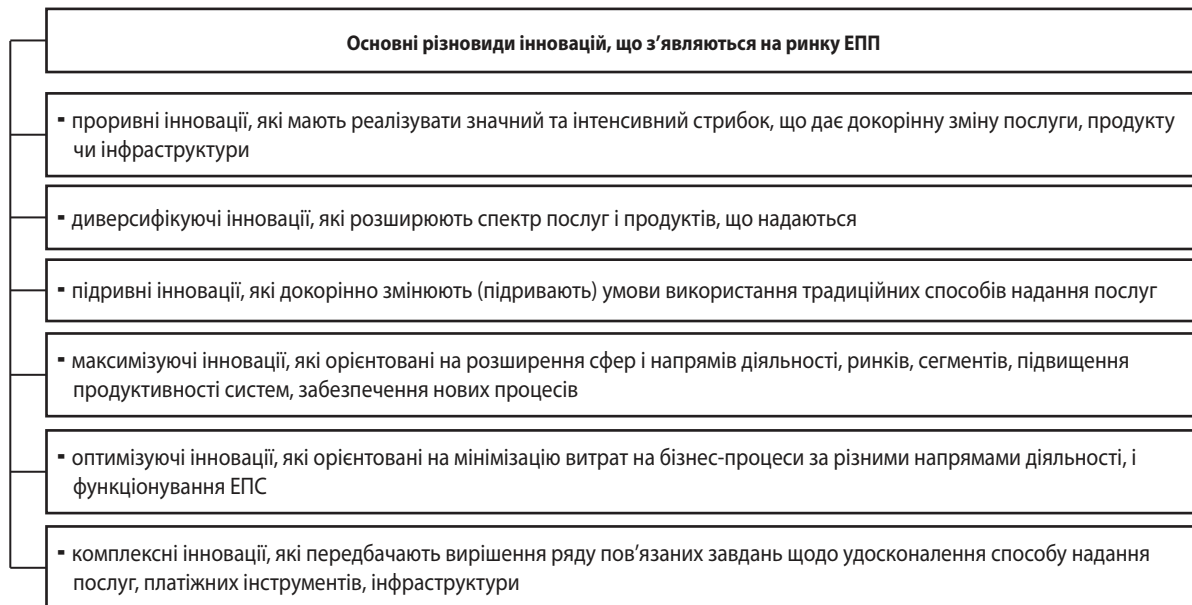 Основні різновиди інновацій, що з’являються на ринку ЕПП
▪ проривні інновації, які мають реалізувати значний та інтенсивний стрибок, що дає докорінну зміну послуги, продукту
чи інфраструктури
▪ диверсифікуючі інновації, які розширюють спектр послуг і продуктів, що надаються
▪ підривні інновації, які докорінно змінюють (підривають) умови використання традиційних способів надання послуг
▪ максимізуючі інновації, які орієнтовані на розширення сфер і напрямів діяльності, ринків, сегментів, підвищення
продуктивності систем, забезпечення нових процесів
▪ оптимізуючі інновації, які орієнтовані на мінімізацію витрат на бізнес-процеси за різними напрямами діяльності, і
функціонування ЕПС
▪ комплексні інновації, які передбачають вирішення ряду пов’язаних завдань щодо удосконалення способу надання
послуг, платіжних інструментів, інфраструктури